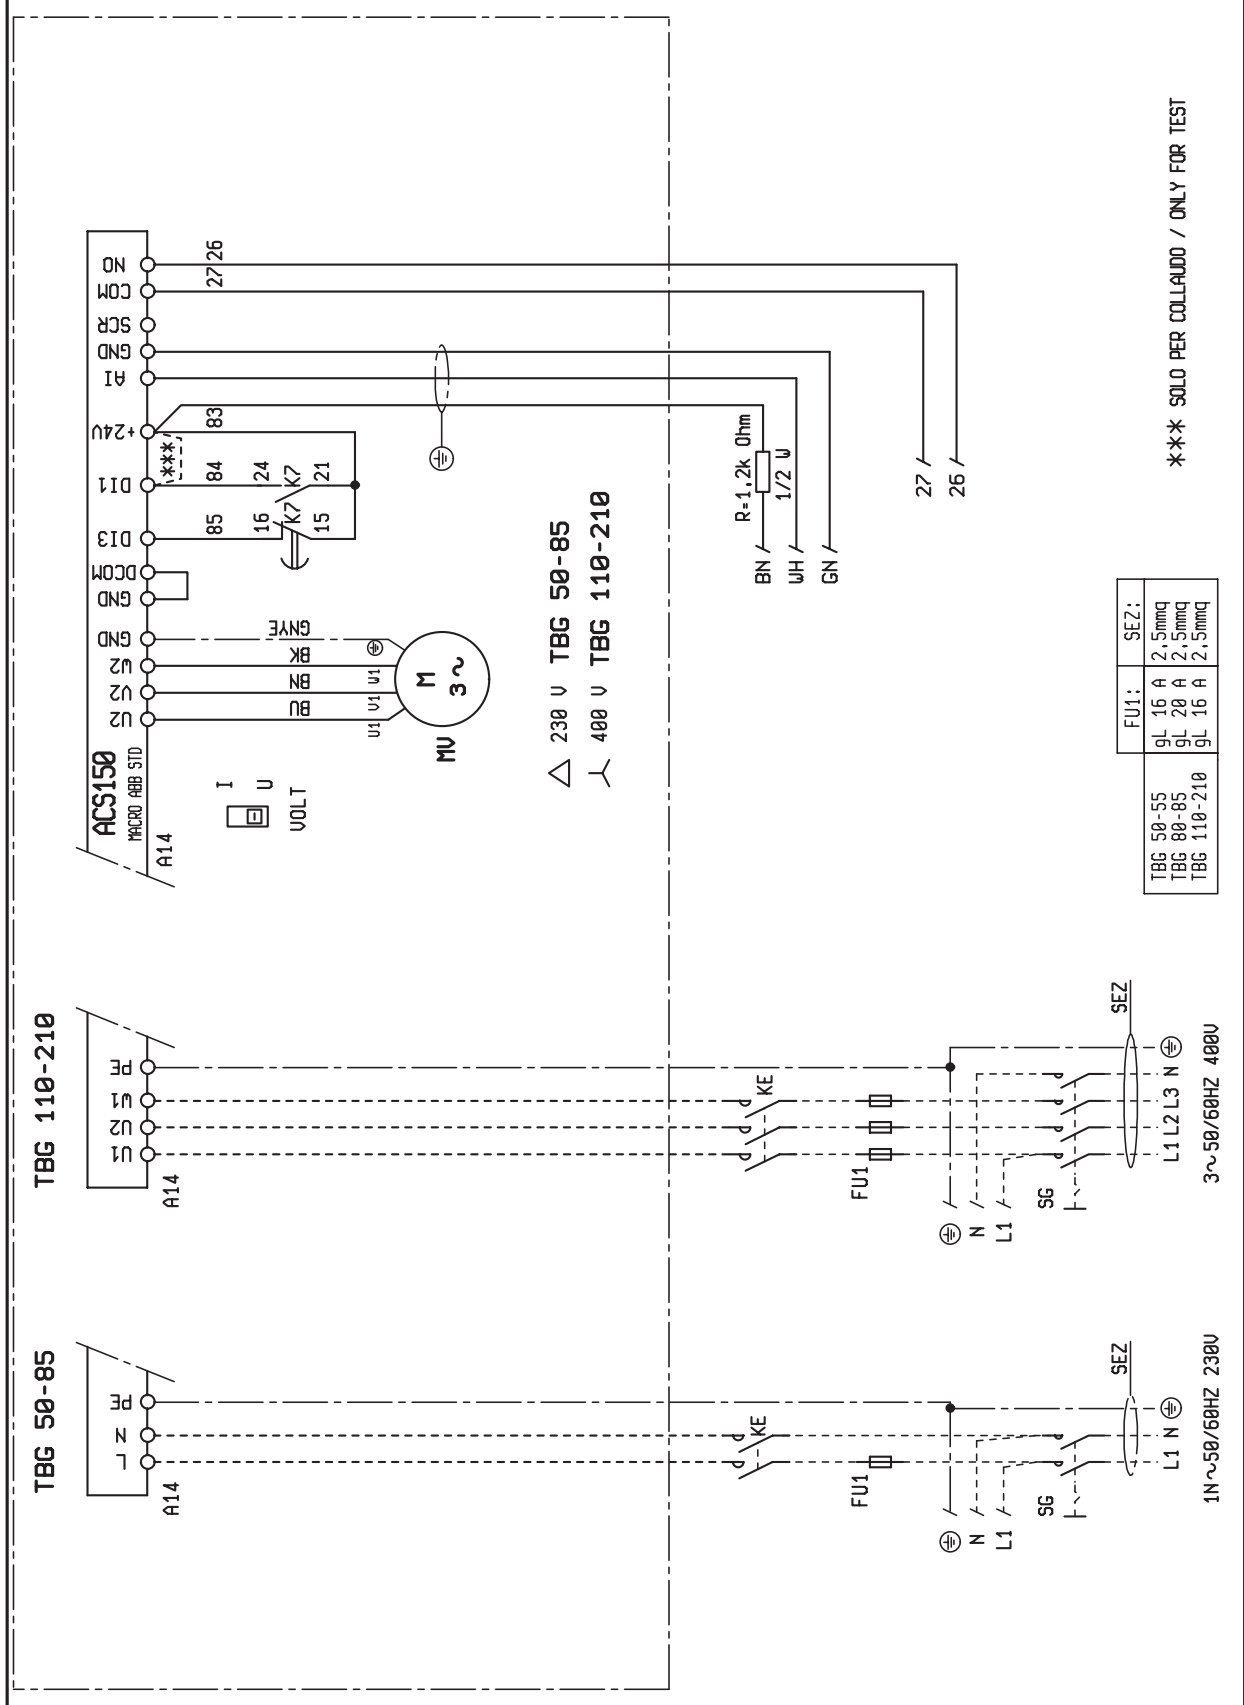 TBG 50-85
TBG 110-210
A14
L
N
PE
A14
U1
U2
W1
PE
ACS150
MACRO ABB STD
A14
U2
V2
W2
GND
GND
DCOM
DI3
DI1
+24V
AI
GND
SCR
COM
NO
***
85
84
83
27
26
16
K7
15
24
K7
21
I
U
VOLT
BU
BN
BK
GNYE
U1
V1
W1
M
3~
MV
230 V TBG 50-85
400 V TBG 110-210
R=1,2k Ohm
1/2 W
BN
WH
GN
27
26
KE
FU1
N
L1
SG
SEZ
L1 N
1N~50/60HZ 230V
KE
FU1
N
L1
SG
SEZ
L1 L2 L3 N
3~50/60HZ 400V
FU1: SEZ:
TBG 50-55 gL 16 A 2,5mmq
TBG 80-85 gL 20 A 2,5mmq
TBG 110-210 gL 16 A 2,5mmq
*** SOLO PER COLLAUDO / ONLY FOR TEST